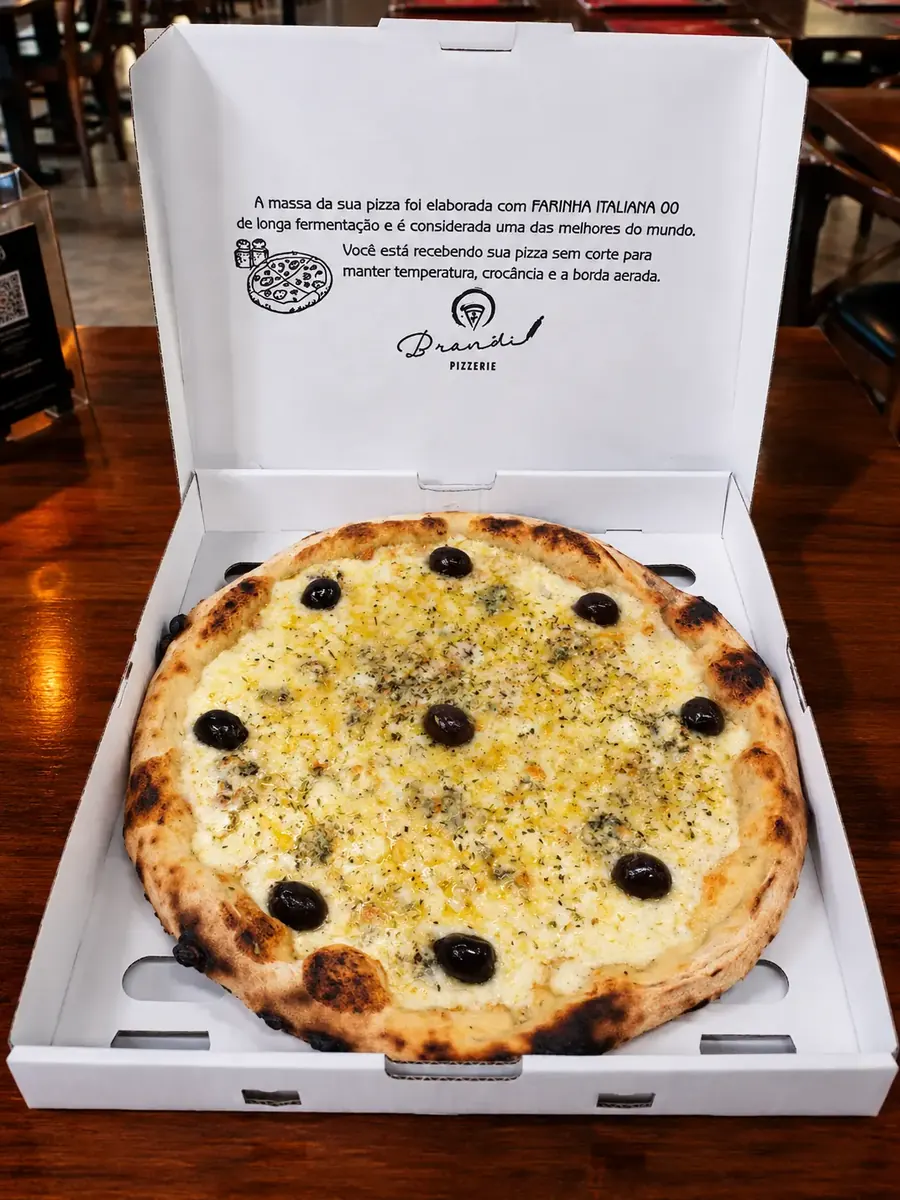 A massa da sua pizza foi elaborada com FARINHA ITALIANA 00
de longa fermentação e é considerada uma das melhores do mundo.
Você está recebendo sua pizza sem corte para
manter temperatura, crocância e a borda aerada.
Brandi
PIZZERIE